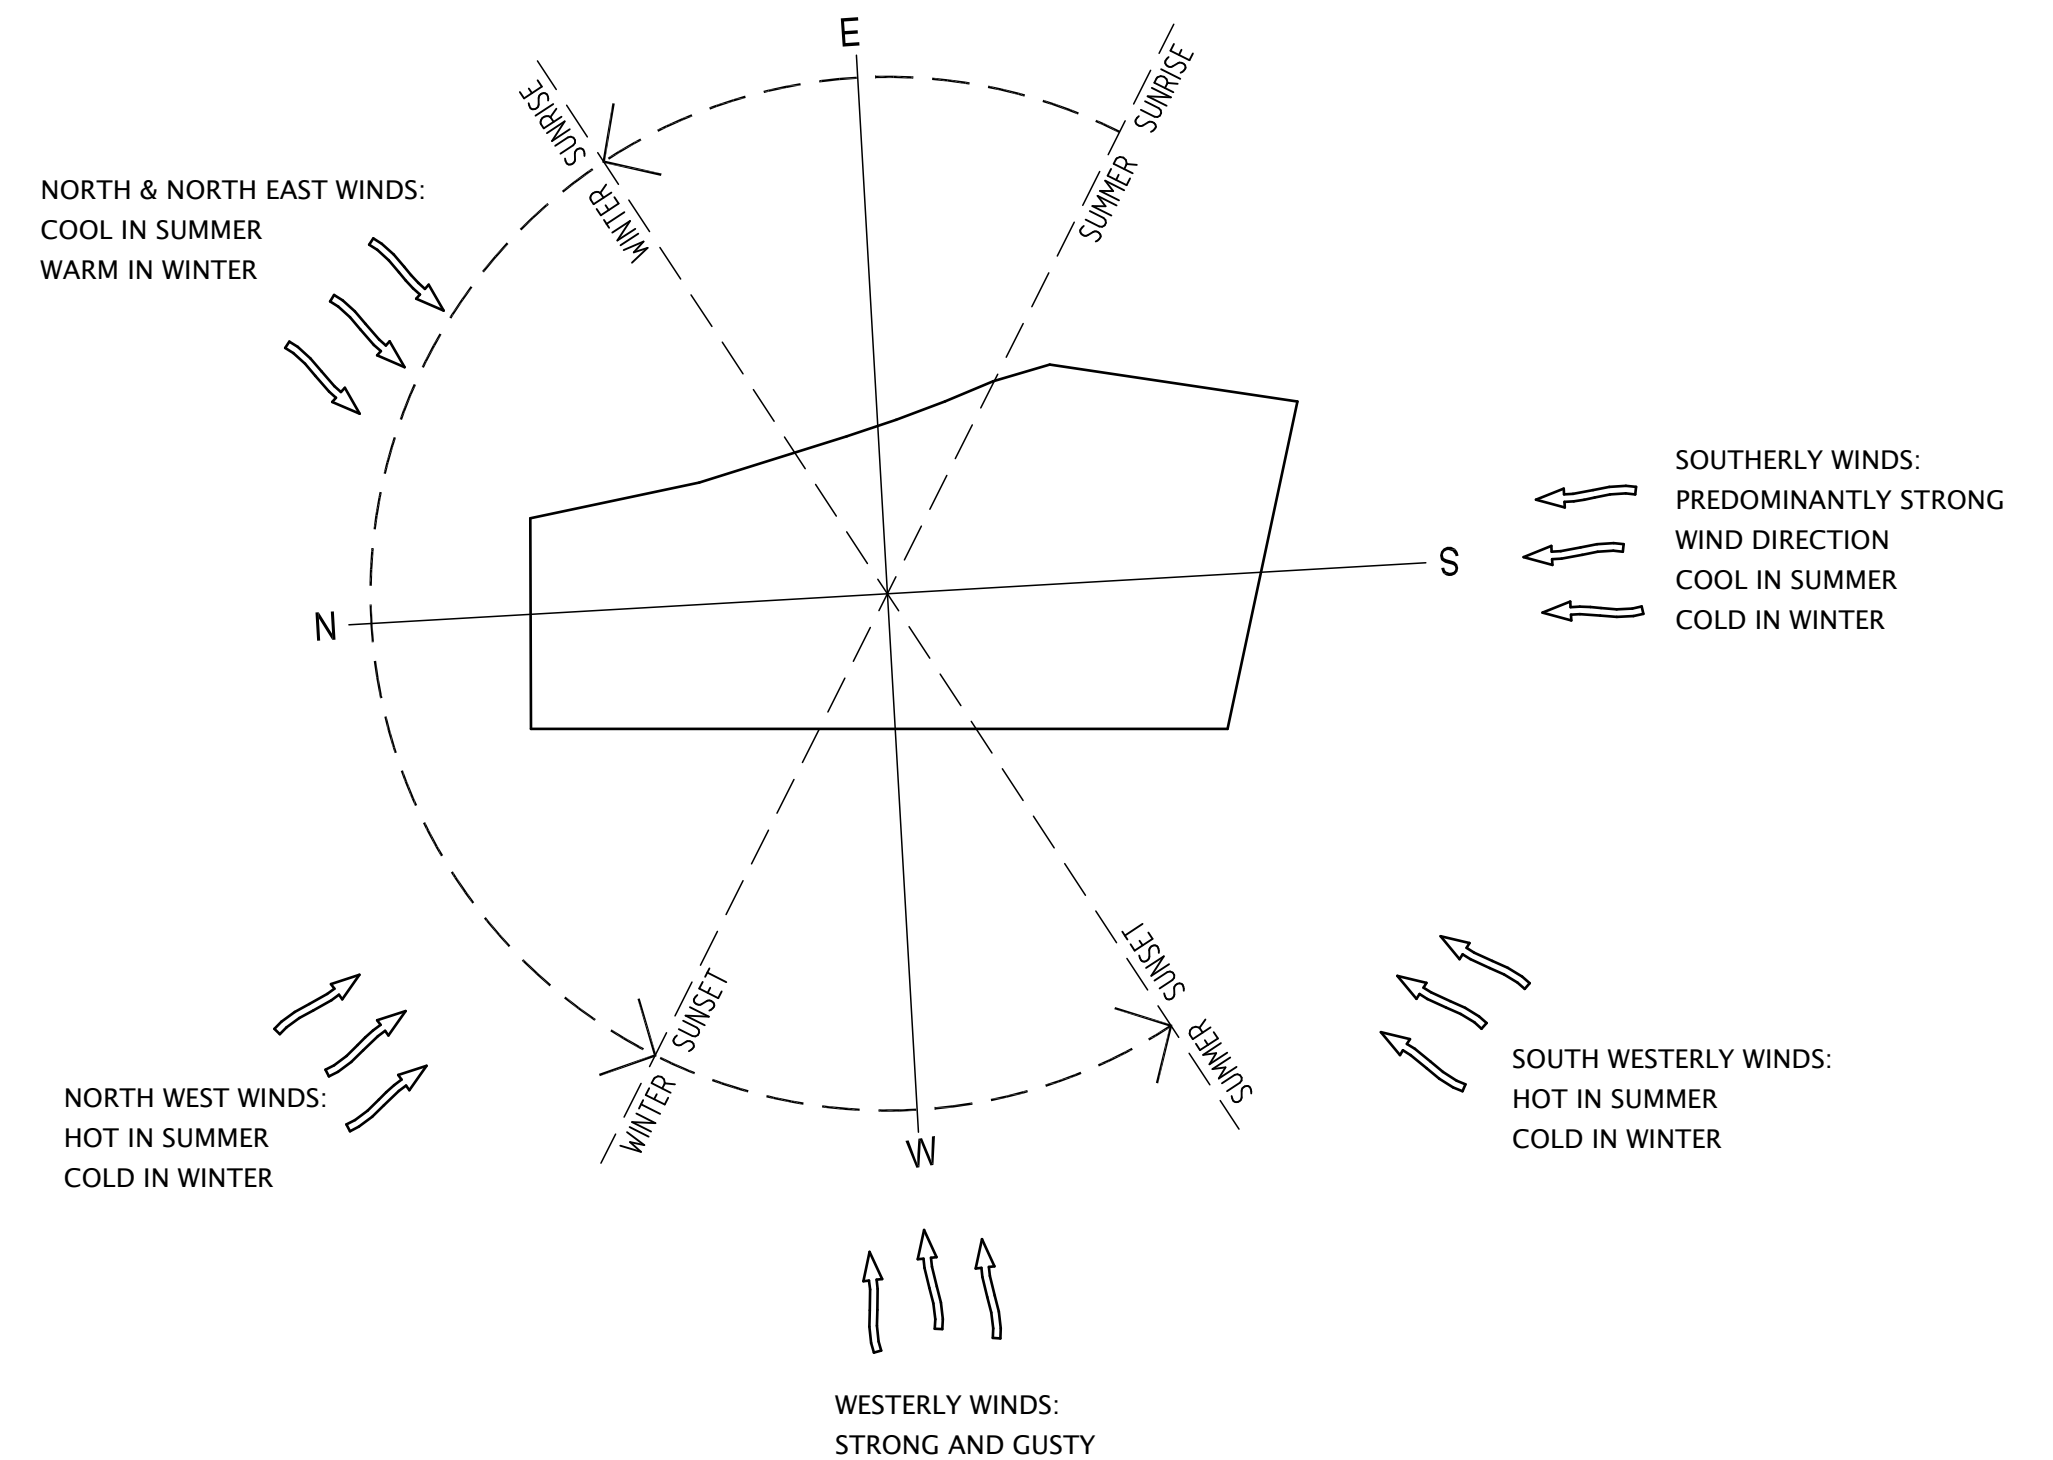 E
SUMMER SUNRISE
WINTER SUNRISE
NORTH & NORTH EAST WINDS:
COOL IN SUMMER
WARM IN WINTER
SOUTHERLY WINDS:
PREDOMINANTLY STRONG
WIND DIRECTION
COOL IN SUMMER
COLD IN WINTER
S
N
WINTER SUNSET
SUMMER SUNSET
SOUTH WESTERLY WINDS:
HOT IN SUMMER
COLD IN WINTER
NORTH WEST WINDS:
HOT IN SUMMER
COLD IN WINTER
W
WESTERLY WINDS:
STRONG AND GUSTY